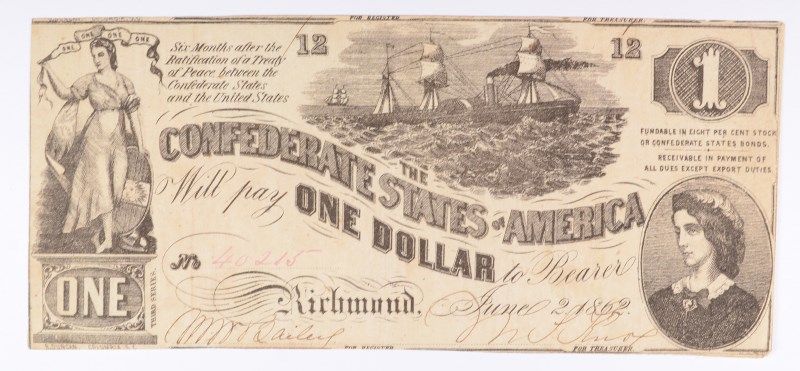 FOR REGISTER.
FOR TREASURER.
ONE ONE ONE ONE
Six Months after the
Ratification of a Treaty
of Peace between the
Confederate States
and the United States
12
12
1
FUNDABLE IN EIGHT PER CENT STOCK
OR CONFEDERATE STATES BONDS.
RECEIVABLE IN PAYMENT OF
ALL DUES EXCEPT EXPORT DUTIES
THE
CONFEDERATE STATES OF AMERICA
Will pay ONE DOLLAR to Bearer
No 40215
Richmond, June 2, 1862.
ONE
THIRD SERIES.
FOR REGISTER
FOR TREASURER.